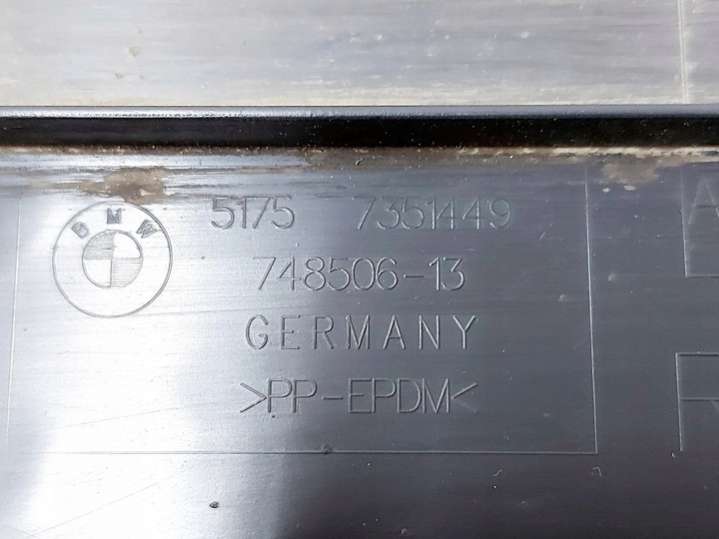 BMW
5175 7351449
748506-13
GERMANY
>PP-EPDM<
A